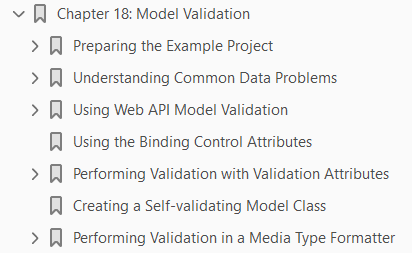 Chapter 18: Model Validation
Preparing the Example Project
Understanding Common Data Problems
Using Web API Model Validation
Using the Binding Control Attributes
Performing Validation with Validation Attributes
Creating a Self-validating Model Class
Performing Validation in a Media Type Formatter